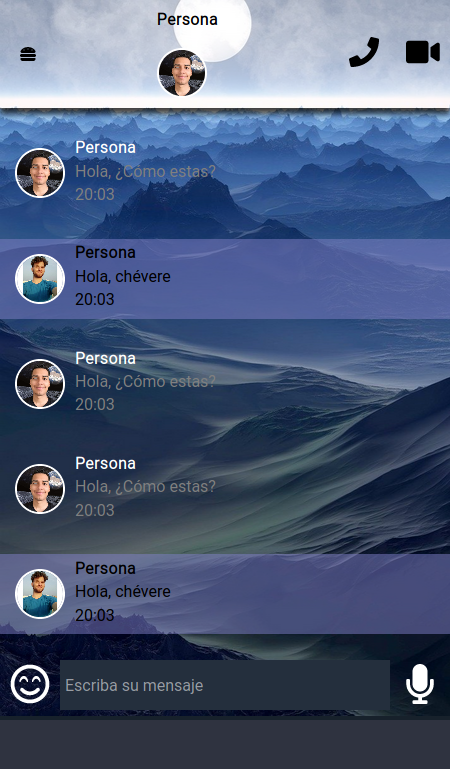 Persona
Persona
Hola, ¿Cómo estas?
20:03
Persona
Hola, chévere
20:03
Persona
Hola, ¿Cómo estas?
20:03
Persona
Hola, ¿Cómo estas?
20:03
Persona
Hola, chévere
20:03
Escriba su mensaje